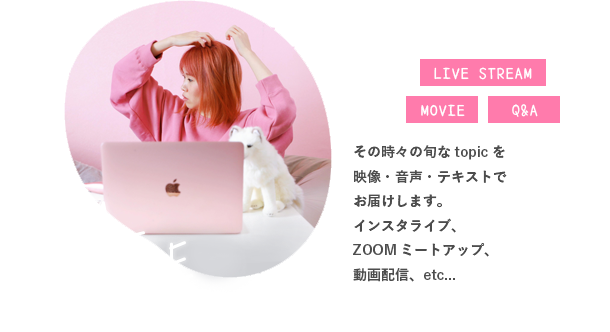 LIVE STREAM
MOVIE Q&A
その時々の旬な topic を
映像・音声・テキストで
お届けします。
インスタライブ、
ZOOM ミートアップ、
動画配信、etc...